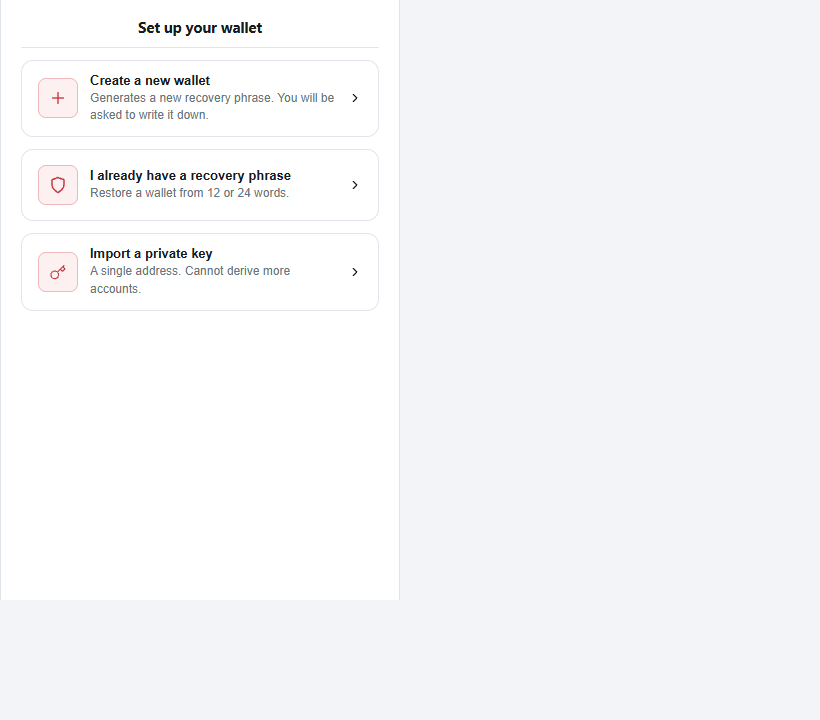 Set up your wallet
Create a new wallet
Generates a new recovery phrase. You will be
asked to write it down.
I already have a recovery phrase
Restore a wallet from 12 or 24 words.
Import a private key
A single address. Cannot derive more
accounts.